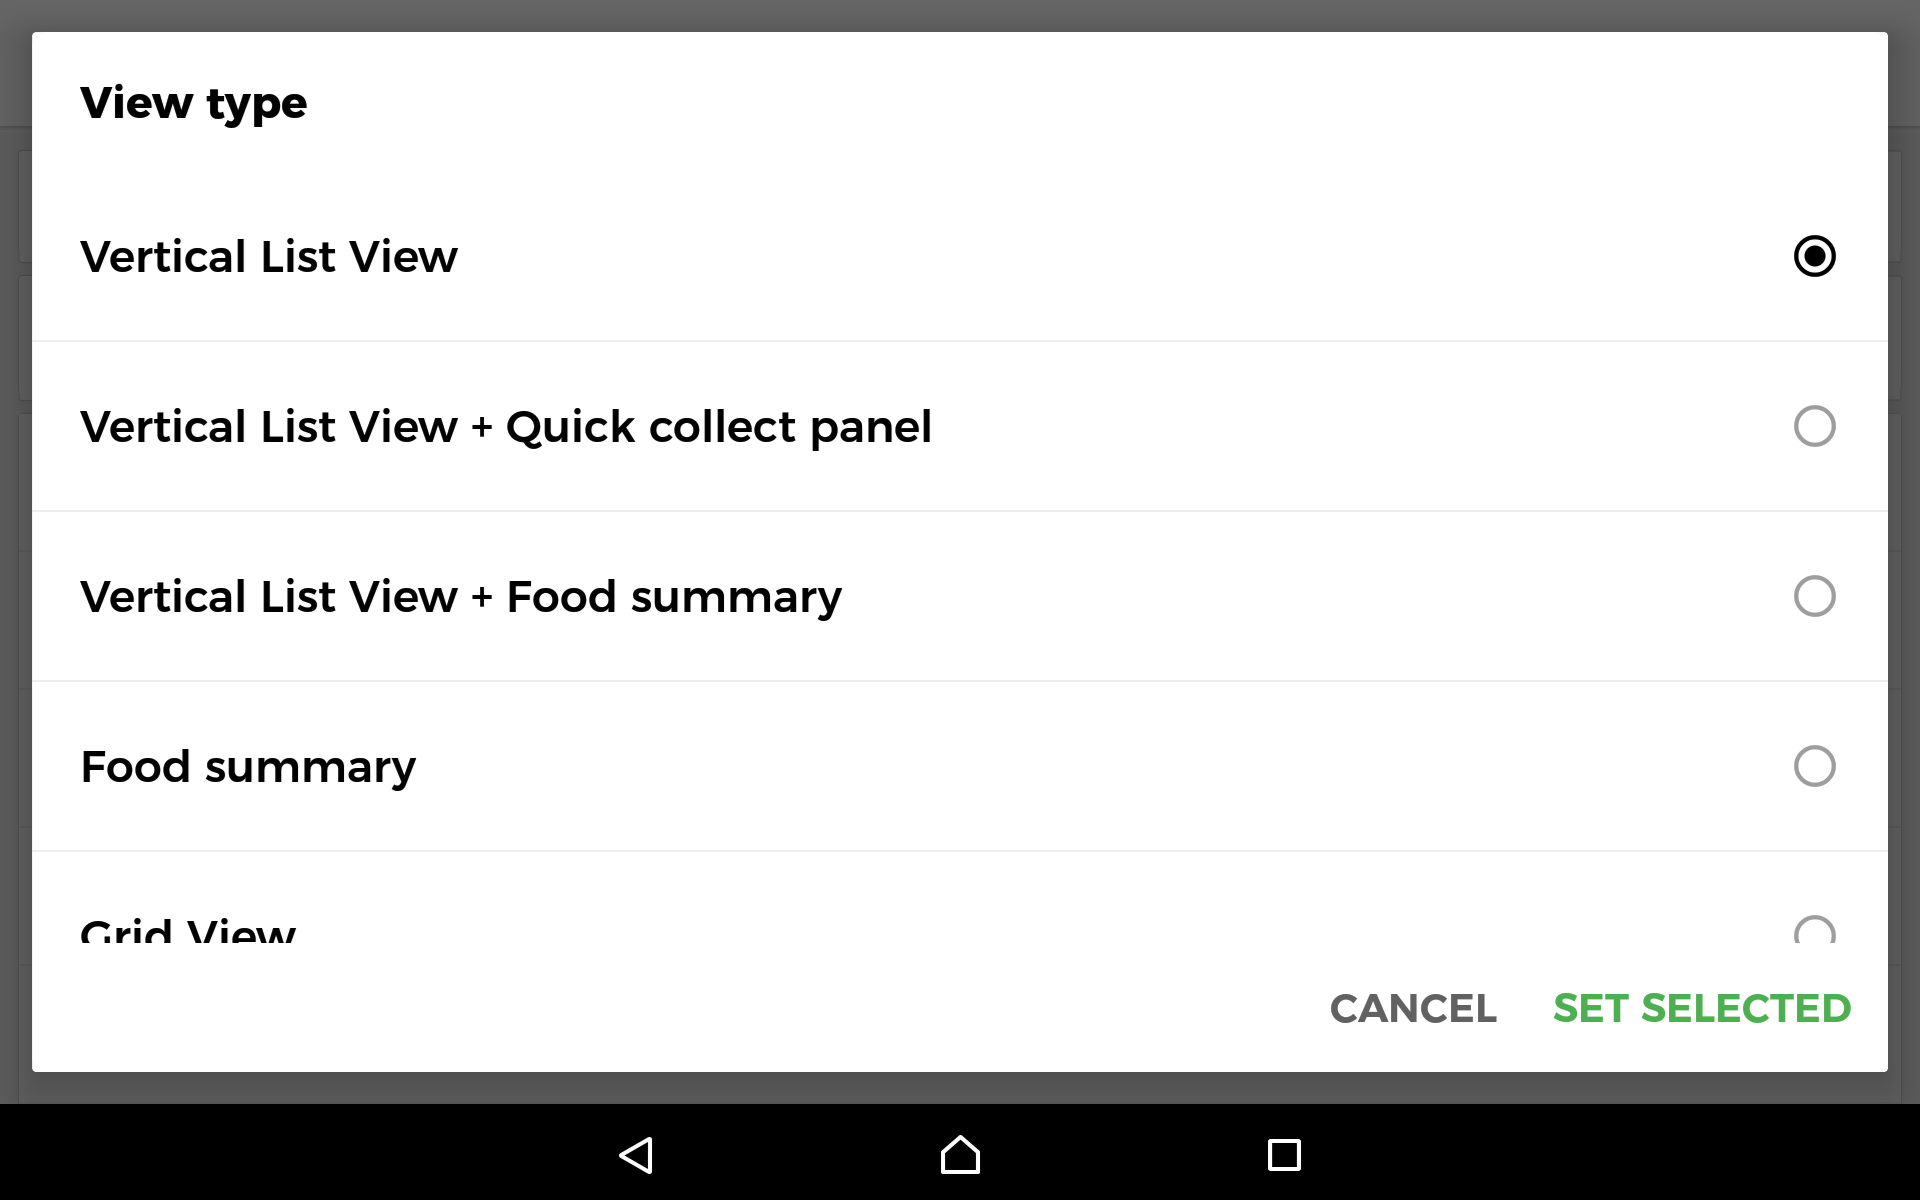 View type
Vertical List View
Vertical List View + Quick collect panel
Vertical List View + Food summary
Food summary
Grid View
CANCEL SET SELECTED